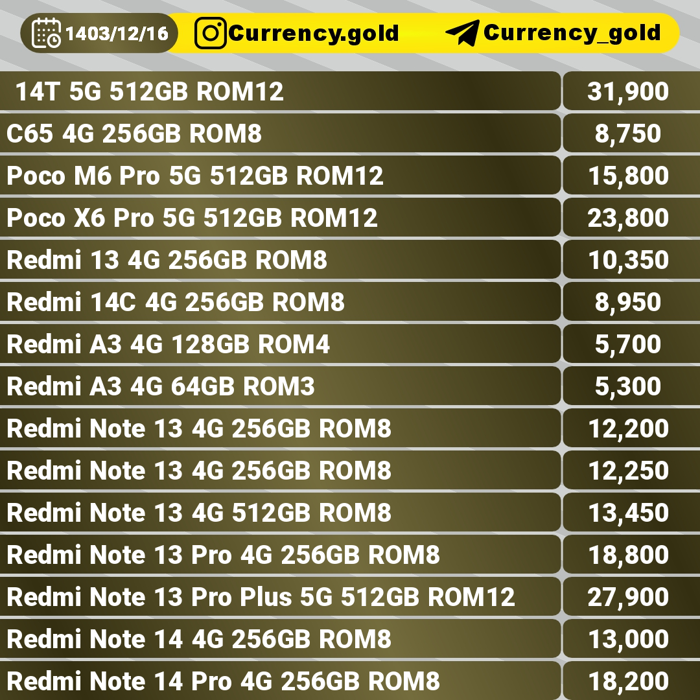 1403/12/16 Currency.gold Currency_gold
14T 5G 512GB ROM12 31,900
C65 4G 256GB ROM8 8,750
Poco M6 Pro 5G 512GB ROM12 15,800
Poco X6 Pro 5G 512GB ROM12 23,800
Redmi 13 4G 256GB ROM8 10,350
Redmi 14C 4G 256GB ROM8 8,950
Redmi A3 4G 128GB ROM4 5,700
Redmi A3 4G 64GB ROM3 5,300
Redmi Note 13 4G 256GB ROM8 12,200
Redmi Note 13 4G 256GB ROM8 12,250
Redmi Note 13 4G 512GB ROM8 13,450
Redmi Note 13 Pro 4G 256GB ROM8 18,800
Redmi Note 13 Pro Plus 5G 512GB ROM12 27,900
Redmi Note 14 4G 256GB ROM8 13,000
Redmi Note 14 Pro 4G 256GB ROM8 18,200